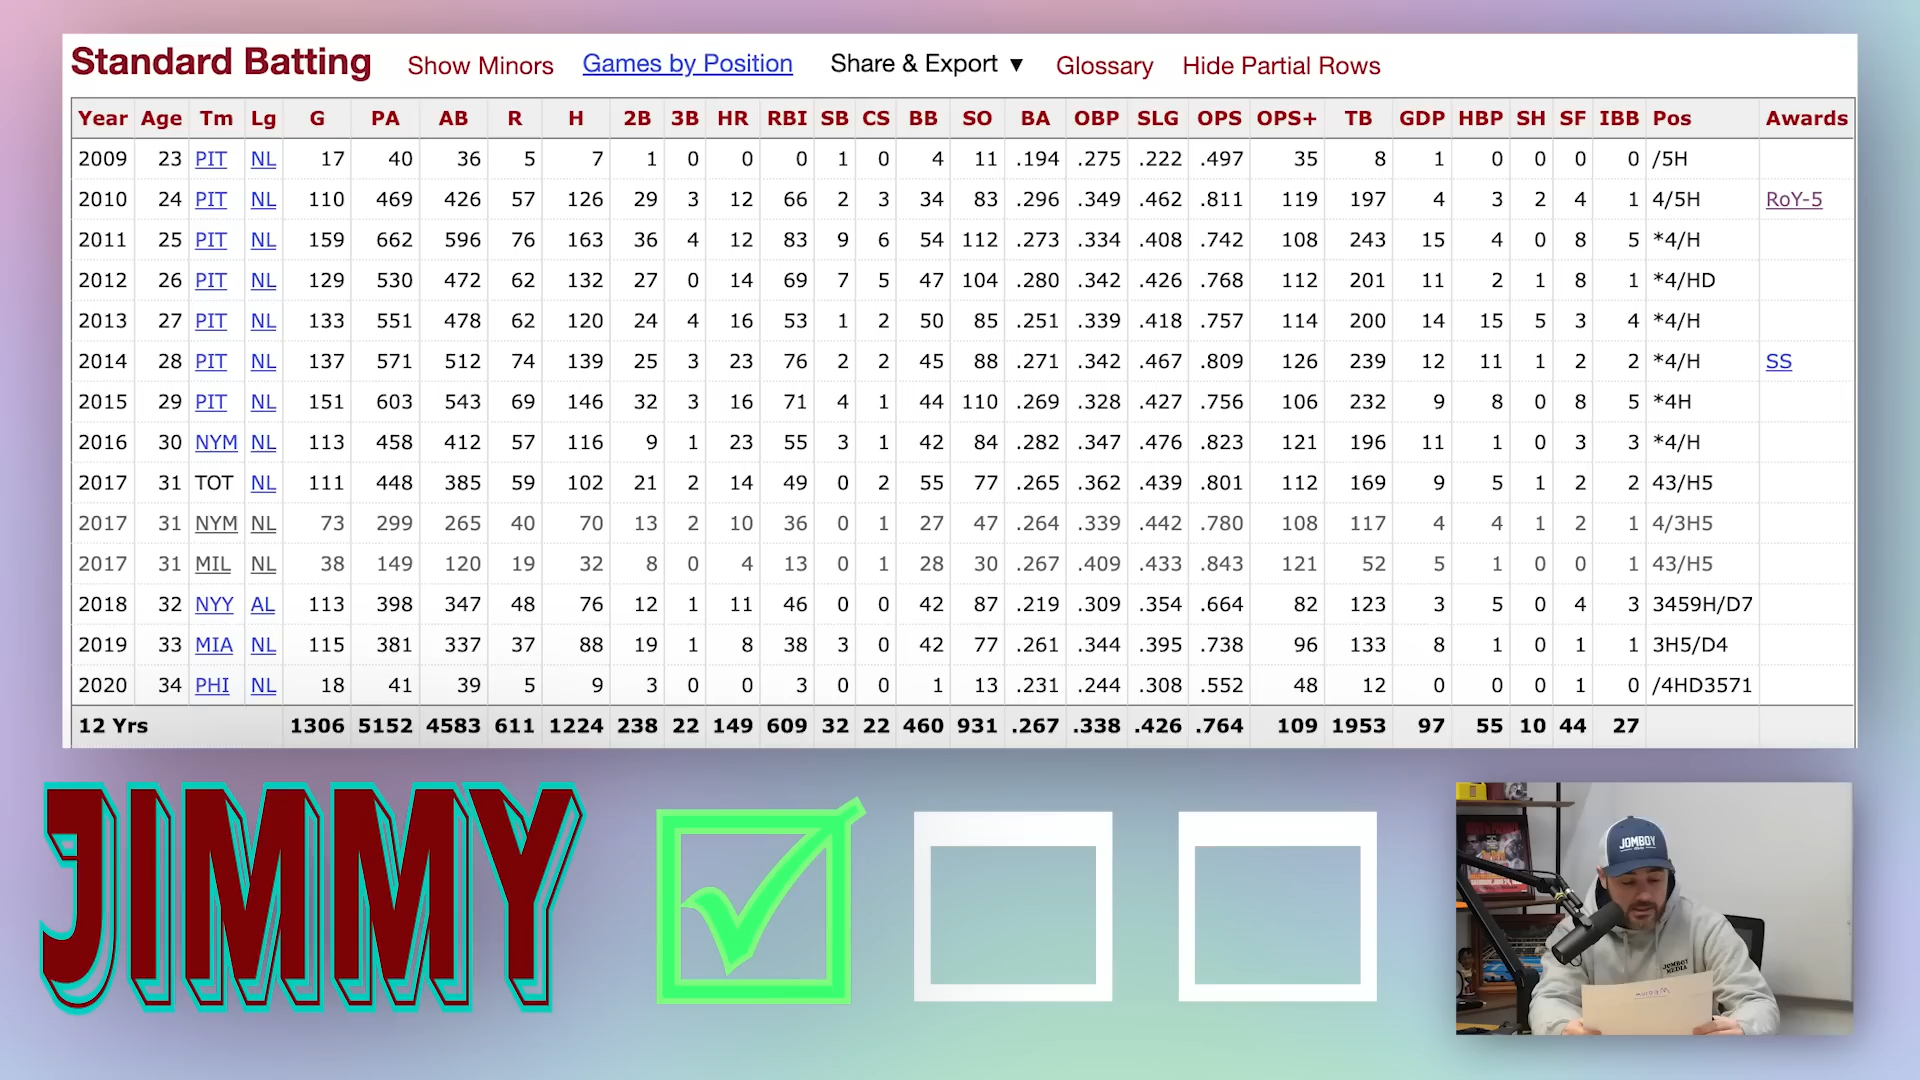 Standard Batting Show Minors Games by Position Share & Export ▼ Glossary Hide Partial Rows
Year Age Tm Lg G PA AB R H 2B 3B HR RBI SB CS BB SO BA OBP SLG OPS OPS+ TB GDP HBP SH SF IBB Pos Awards
2009 23 PIT NL 17 40 36 5 7 1 0 0 0 1 0 4 11 .194 .275 .222 .497 35 8 1 0 0 0 0 /5H
2010 24 PIT NL 110 469 426 57 126 29 3 12 66 2 3 34 83 .296 .349 .462 .811 119 197 4 3 2 4 1 4/5H RoY-5
2011 25 PIT NL 159 662 596 76 163 36 4 12 83 9 6 54 112 .273 .334 .408 .742 108 243 15 4 0 8 5 *4/H
2012 26 PIT NL 129 530 472 62 132 27 0 14 69 7 5 47 104 .280 .342 .426 .768 112 201 11 2 1 8 1 *4/HD
2013 27 PIT NL 133 551 478 62 120 24 4 16 53 1 2 50 85 .251 .339 .418 .757 114 200 14 15 5 3 4 *4/H
2014 28 PIT NL 137 571 512 74 139 25 3 23 76 2 2 45 88 .271 .342 .467 .809 126 239 12 11 1 2 2 *4/H SS
2015 29 PIT NL 151 603 543 69 146 32 3 16 71 4 1 44 110 .269 .328 .427 .756 106 232 9 8 0 8 5 *4H
2016 30 NYM NL 113 458 412 57 116 9 1 23 55 3 1 42 84 .282 .347 .476 .823 121 196 11 1 0 3 3 *4/H
2017 31 TOT NL 111 448 385 59 102 21 2 14 49 0 2 55 77 .265 .362 .439 .801 112 169 9 5 1 2 2 43/H5
2017 31 NYM NL 73 299 265 40 70 13 2 10 36 0 1 27 47 .264 .339 .442 .780 108 117 4 4 1 2 1 4/3H5
2017 31 MIL NL 38 149 120 19 32 8 0 4 13 0 1 28 30 .267 .409 .433 .843 121 52 5 1 0 0 1 43/H5
2018 32 NYY AL 113 398 347 48 76 12 1 11 46 0 0 42 87 .219 .309 .354 .664 82 123 3 5 0 4 3 3459H/D7
2019 33 MIA NL 115 381 337 37 88 19 1 8 38 3 0 42 77 .261 .344 .395 .738 96 133 8 1 0 1 1 3H5/D4
2020 34 PHI NL 18 41 39 5 9 3 0 0 3 0 0 1 13 .231 .244 .308 .552 48 12 0 0 0 1 0 /4HD3571
12 Yrs 1306 5152 4583 611 1224 238 22 149 609 32 22 460 931 .267 .338 .426 .764 109 1953 97 55 10 44 27
JIMMY
JOMBOY
JOMBOY
MEDIA